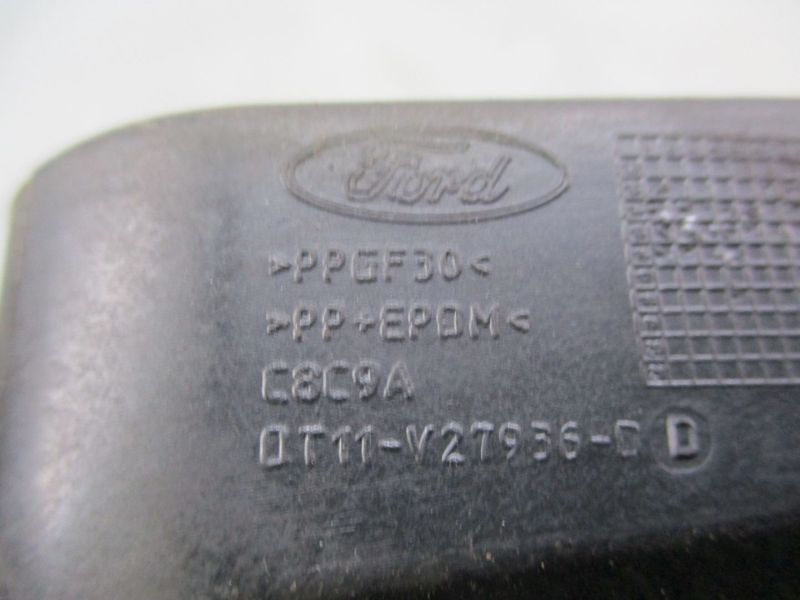 Ford
>PPGF30<
>PP+EPDM<
C8C9A
DT11-V27936-C D